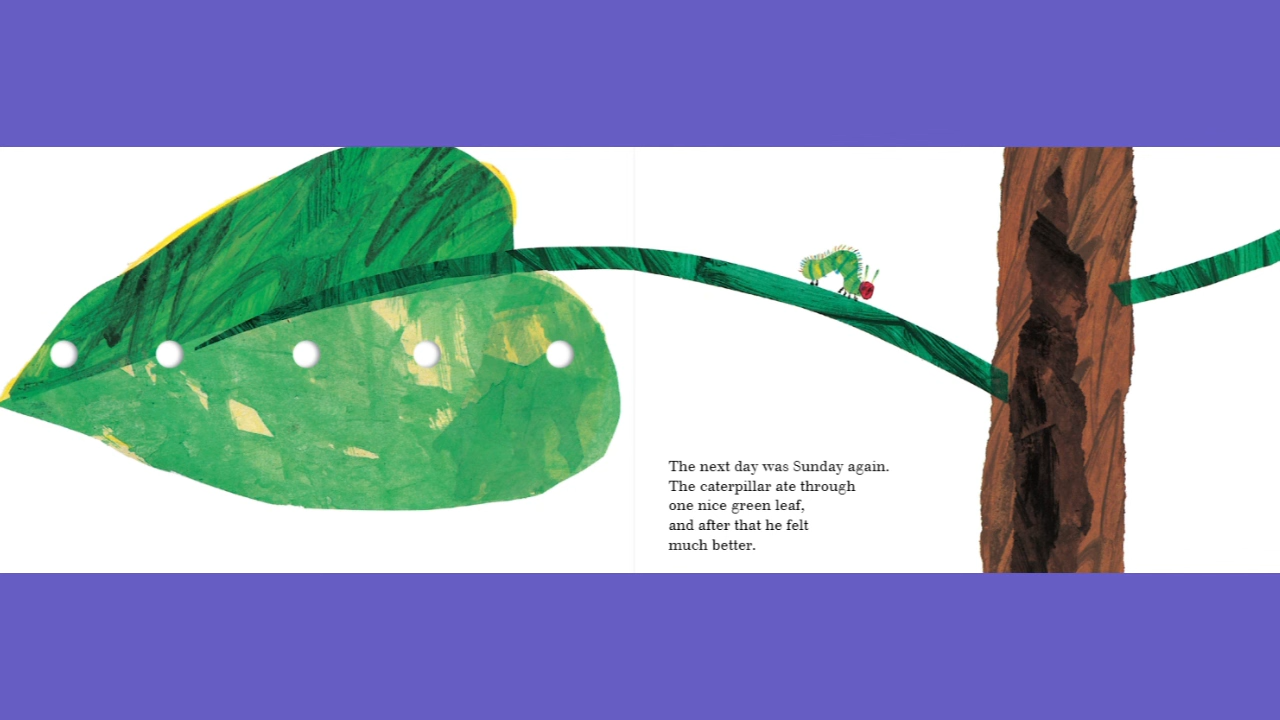 The next day was Sunday again.
The caterpillar ate through
one nice green leaf,
and after that he felt
much better.